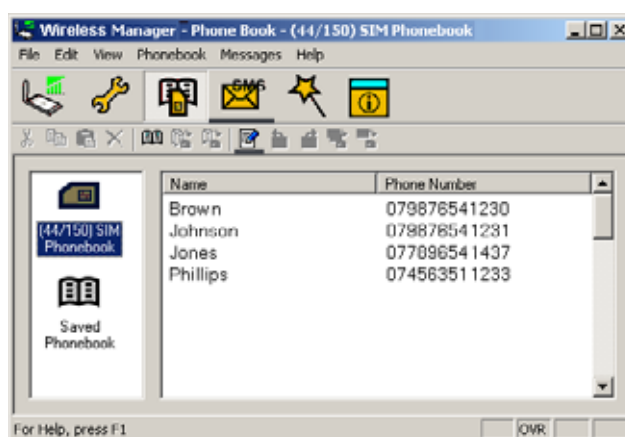 Wireless Manager - Phone Book - (44/150) SIM Phonebook
File Edit View Phonebook Messages Help
SMS
Name Phone Number
Brown 079876541230
Johnson 079876541231
Jones 077896541437
Phillips 074563511233
(44/150) SIM
Phonebook
Saved
Phonebook
For Help, press F1 OVR